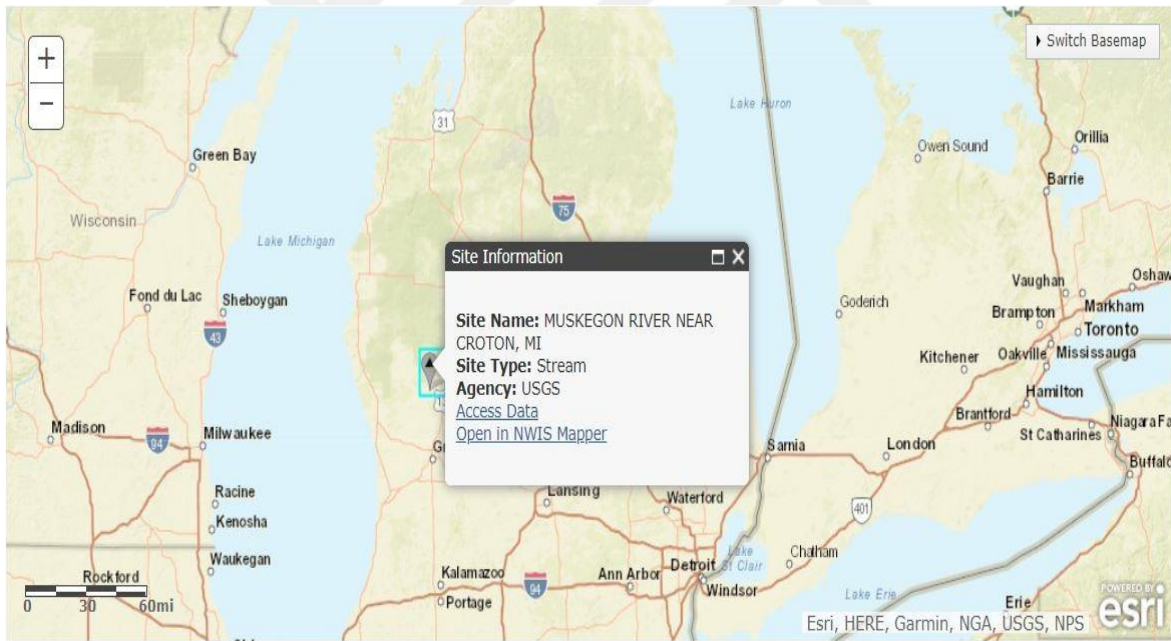 +
−
Switch Basemap
31
Lake Huron
Owen Sound
Orillia
Green Bay
Barrie
75
Wisconsin
Lake Michigan
Site Information
Fond du Lac
Sheboygan
Goderich
Vaughan
Oshaw
Brampton
Markham
43
Toronto
Site Name: MUSKEGON RIVER NEAR
CROTON, MI
Site Type: Stream
Agency: USGS
Access Data
Open in NWIS Mapper
Kitchener
Oakville
Mississauga
Hamilton
Brantford
St Catharines
Niagara Fa
Madison
94
Milwaukee
Sarnia
London
Buffalo
Racine
Kenosha
Lansing
Waterford
401
Waukegan
Rockford
Kalamazoo
94
Ann Arbor
Detroit
Lake
St Clair
Chatham
Portage
Windsor
Lake Erie
Erie
0 30 60mi
POWERED BY
esri
Esri, HERE, Garmin, NGA, USGS, NPS